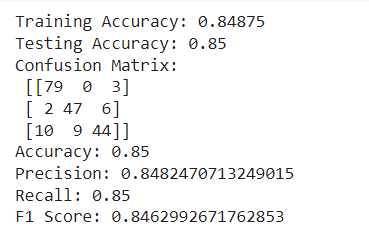 Training Accuracy: 0.84875
Testing Accuracy: 0.85
Confusion Matrix:
[[79  0  3]
[ 2 47  6]
[10  9 44]]
Accuracy: 0.85
Precision: 0.8482470713249015
Recall: 0.85
F1 Score: 0.8462992671762853